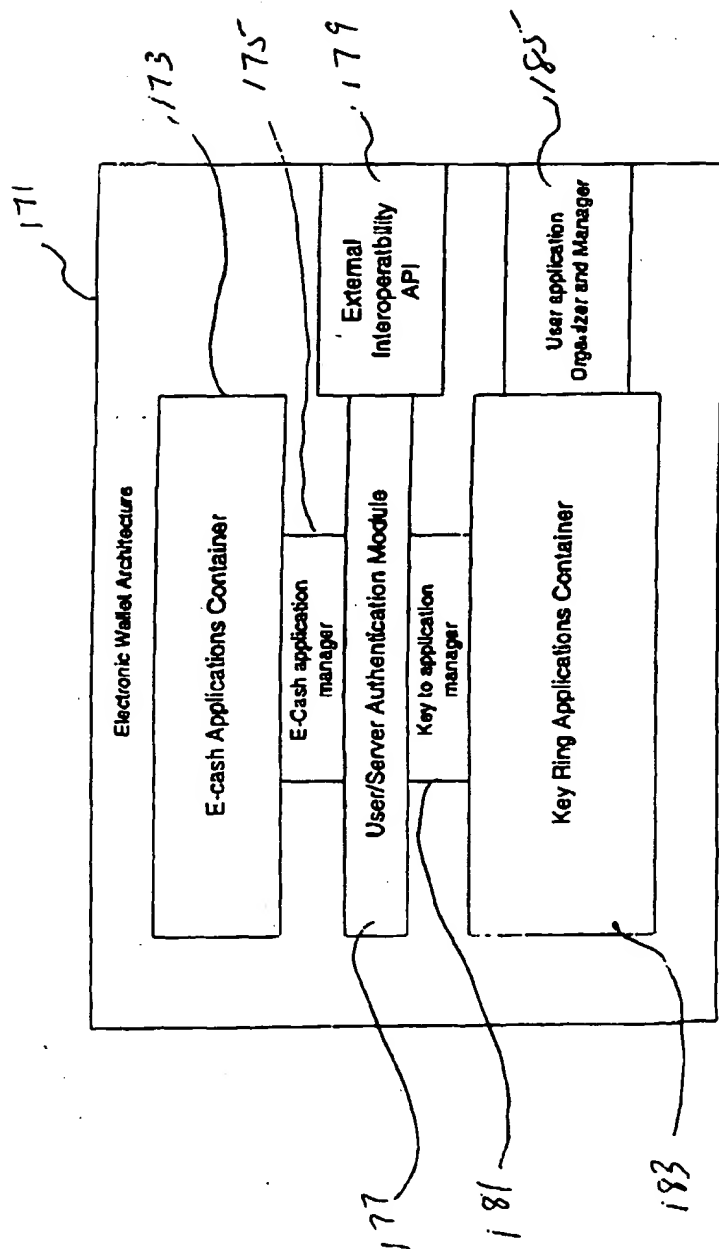 171
173
175
179
185
Electronic Wallet Architecture
E-cash Applications Container
E-Cash application
manager
User/Server Authentication Module
External
Interoperatbility
API
Key to application
manager
Key Ring Applications Container
User application
Organizer and Manager
177
181
183